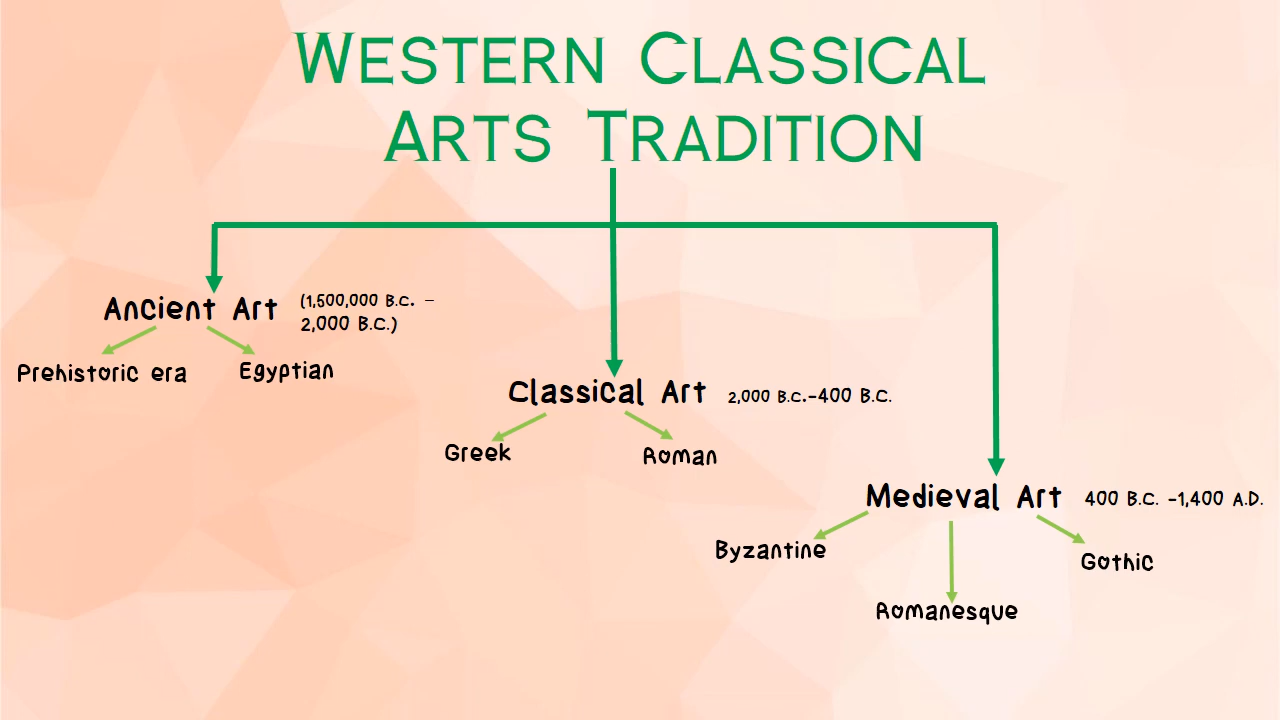 WESTERN CLASSICAL
ARTS TRADITION
Ancient Art (1,500,000 B.C. –
2,000 B.C.)
Prehistoric era
Egyptian
Classical Art 2,000 B.C.-400 B.C.
Greek
Roman
Medieval Art 400 B.C. -1,400 A.D.
Byzantine
Romanesque
Gothic